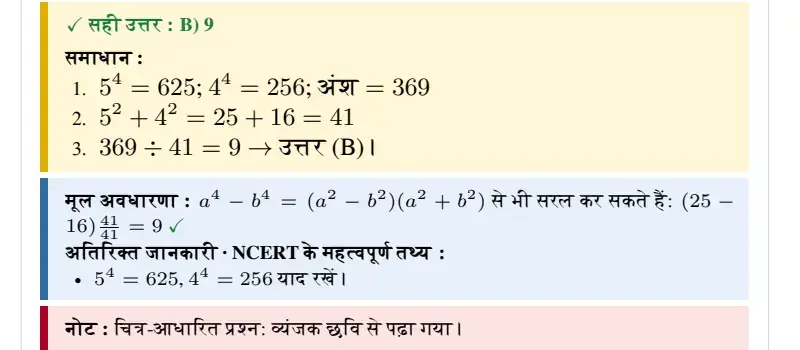 ✓ सही उत्तर : B) 9
समाधान :
1. 5⁴ = 625; 4⁴ = 256; अंश = 369
2. 5² + 4² = 25 + 16 = 41
3. 369 ÷ 41 = 9 → उत्तर (B)।
मूल अवधारणा : a⁴ − b⁴ = (a² − b²)(a² + b²) से भी सरल कर सकते हैं: (25 −
16) 41/41 = 9 ✓
अतिरिक्त जानकारी · NCERT के महत्वपूर्ण तथ्य :
• 5⁴ = 625, 4⁴ = 256 याद रखें।
नोट : चित्र-आधारित प्रश्न: व्यंजक छवि से पढ़ा गया।